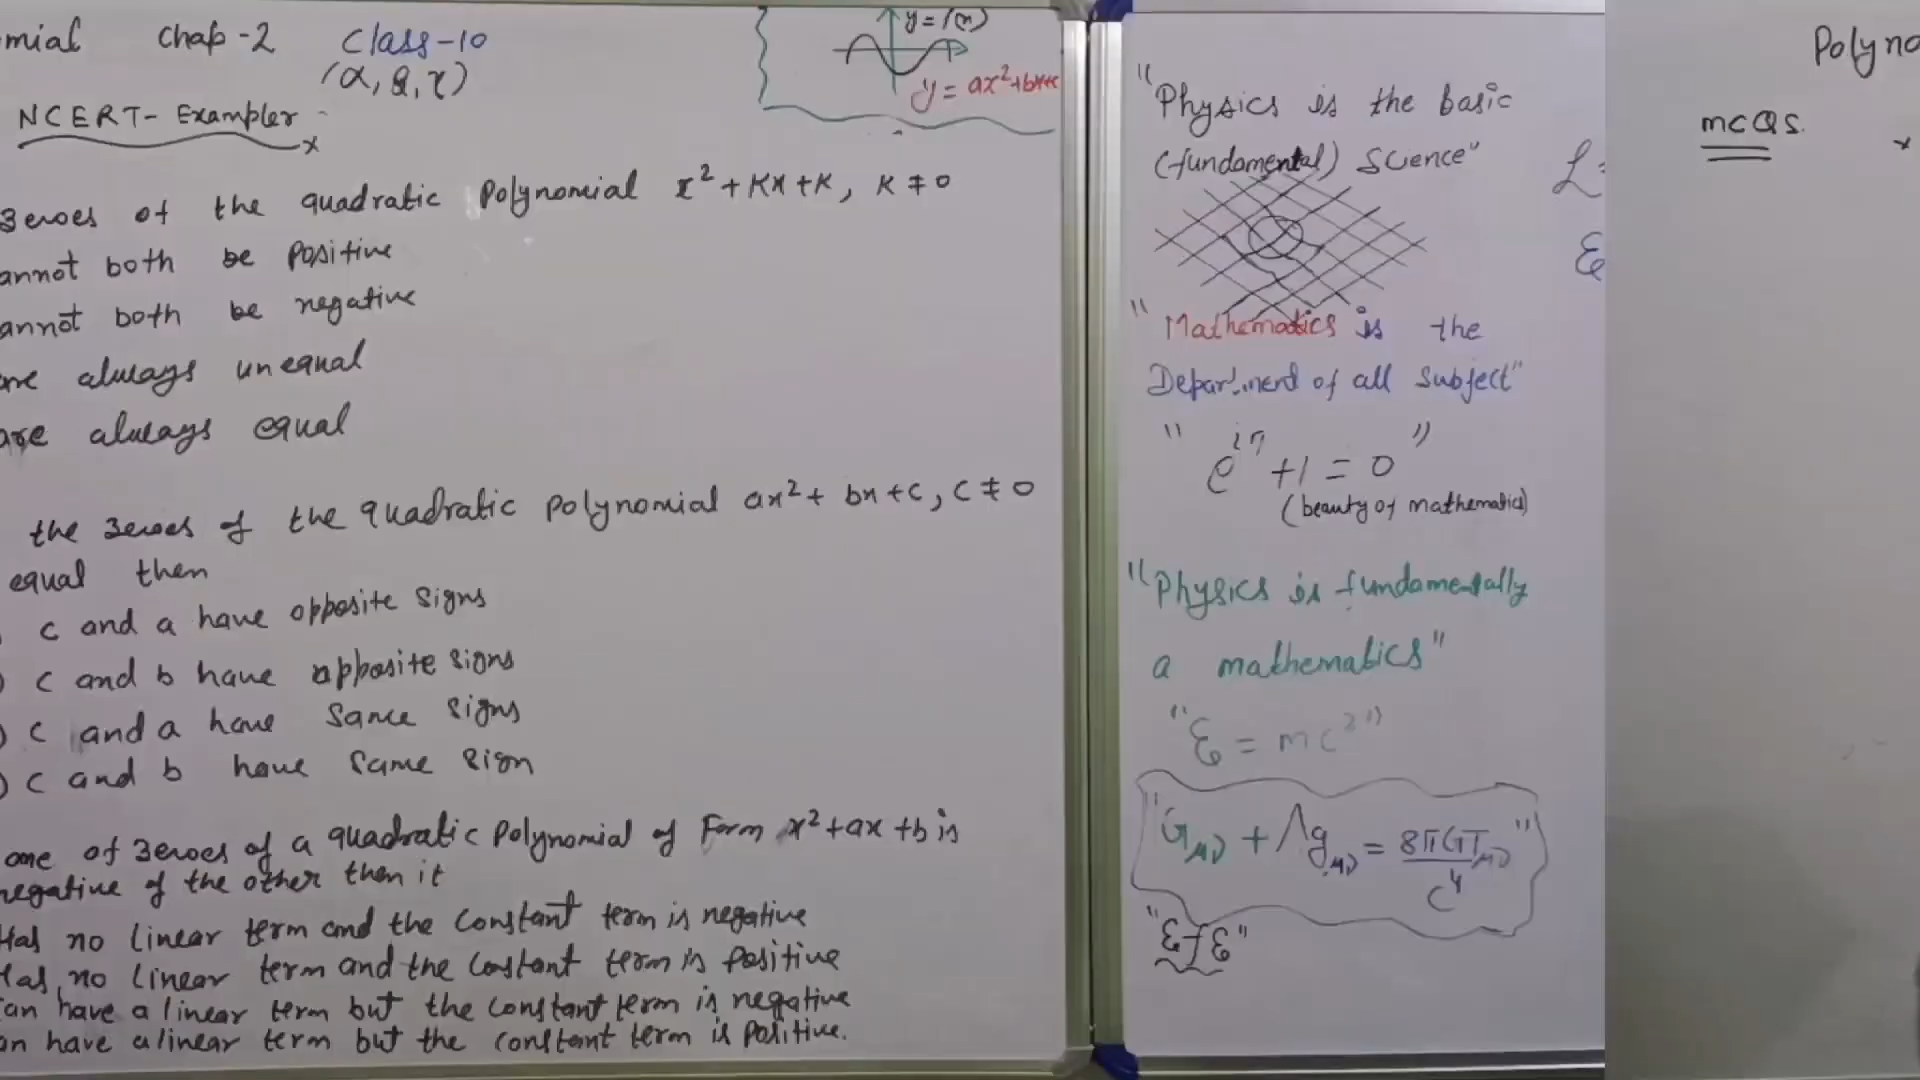 mial Chap-2 Class-10
(α, β, γ)
NCERT- Exampler
y=f(x)
y = ax²+bx+c
zeroes of the quadratic Polynomial x²+Kx+K, K≠0
annot both be Positive
annot both be negative
are always unequal
are always equal
the zeroes of the quadratic polynomial ax²+bx+c, c≠0
equal then
c and a have opposite signs
c and b have opposite signs
c and a have same signs
c and b have same sign
one of zeroes of a quadratic Polynomial of Form x²+ax+b is
negative of the other then it
Has no linear term and the constant term is negative
Has no linear term and the constant term is positive
can have a linear term but the constant term is negative
an have a linear term but the constant term is Positive.
"Physics is the basic
(fundamental) Science"
L=
E
"Mathematics is the
Department of all Subject"
"e^iπ +1 = 0"
(beauty of mathematics)
"Physics is fundamentally
a mathematics"
"E = mc²"
"Gμν + Λgμν = 8πGTμν / c⁴"
"EfE"
Polyno
MCQS.